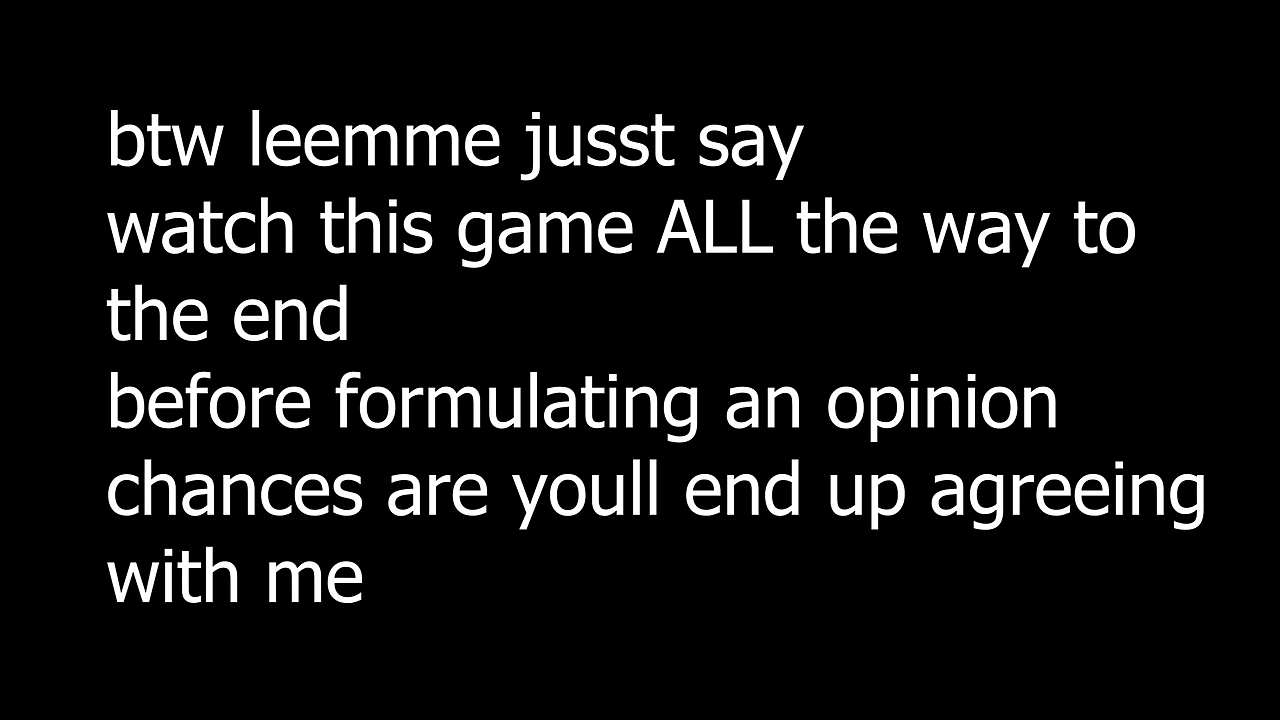 btw leemme jusst say
watch this game ALL the way to
the end
before formulating an opinion
chances are youll end up agreeing
with me